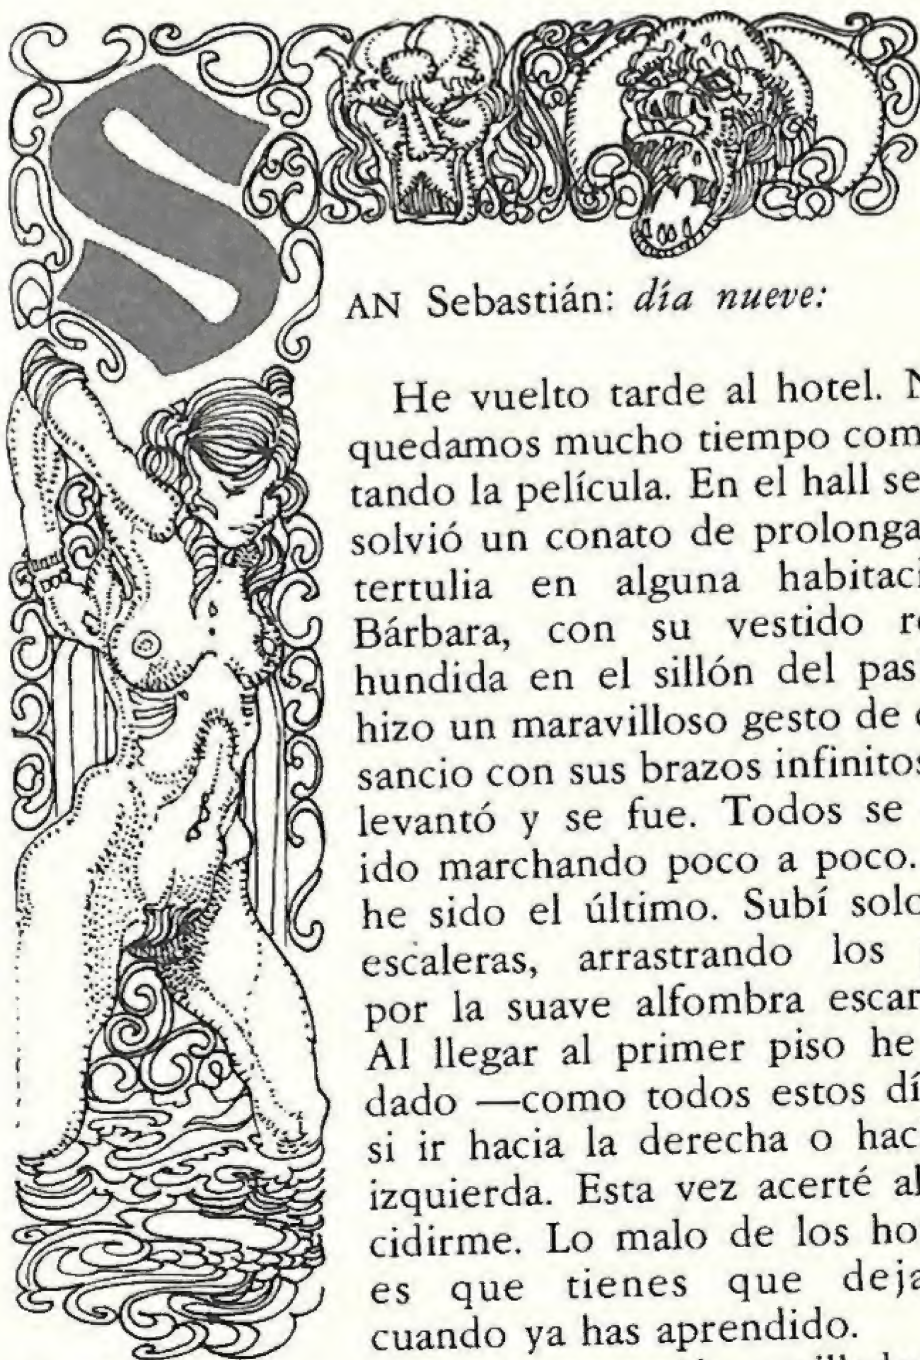 SAN Sebastián: día nueve:
He vuelto tarde al hotel. N
quedamos mucho tiempo com
tando la película. En el hall se
solvió un conato de prolonga
tertulia en alguna habitaci
Bárbara, con su vestido r
hundida en el sillón del pas
hizo un maravilloso gesto de
sancio con sus brazos infinitos
levantó y se fue. Todos se
ido marchando poco a poco.
he sido el último. Subí solo
escaleras, arrastrando los
por la suave alfombra escar
Al llegar al primer piso he
dado —como todos estos dí
si ir hacia la derecha o hac
izquierda. Esta vez acerté al
cidirme. Lo malo de los ho
es que tienes que deja
cuando ya has aprendido.